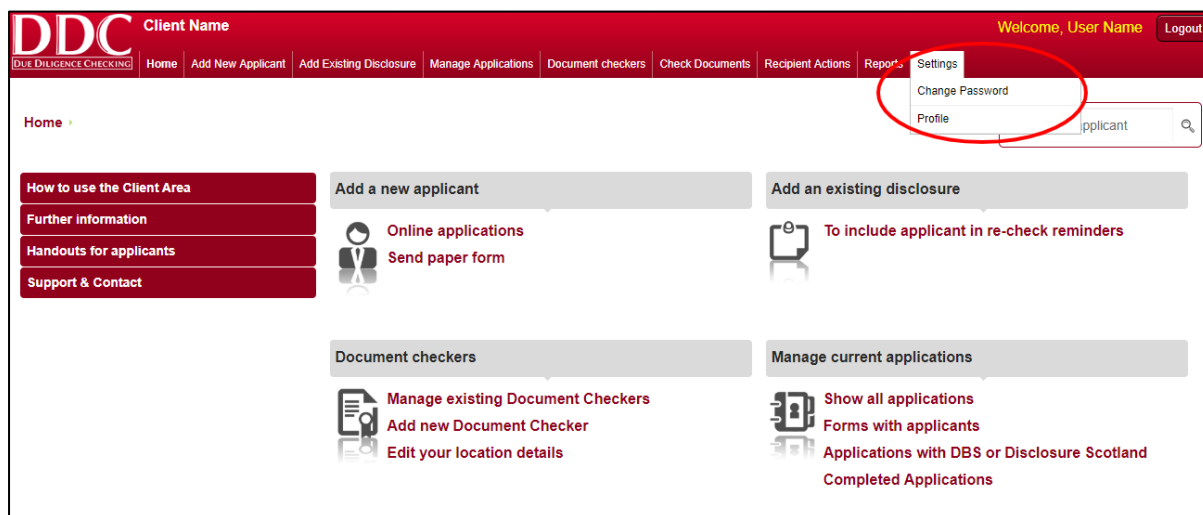 DDC
DUE DILIGENCE CHECKING
Client Name
Welcome, User Name
Logout
Home
Add New Applicant
Add Existing Disclosure
Manage Applications
Document checkers
Check Documents
Recipient Actions
Reports
Settings
Change Password
Profile
Home
applicant
How to use the Client Area
Further information
Handouts for applicants
Support & Contact
Add a new applicant
Online applications
Send paper form
Add an existing disclosure
To include applicant in re-check reminders
Document checkers
Manage existing Document Checkers
Add new Document Checker
Edit your location details
Manage current applications
Show all applications
Forms with applicants
Applications with DBS or Disclosure Scotland
Completed Applications